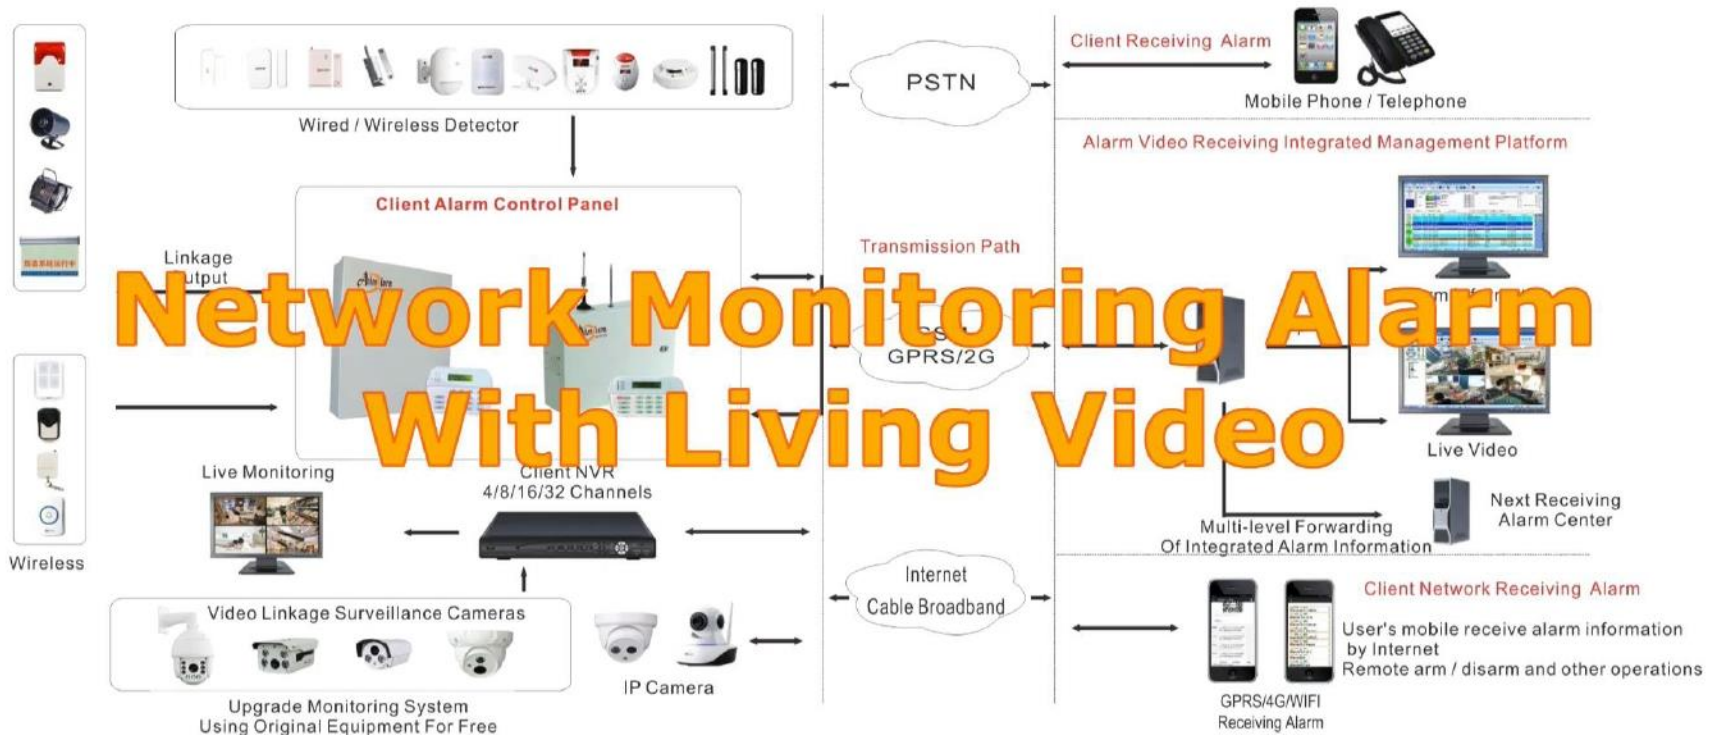 Wired / Wireless Detector
Client Alarm Control Panel
Linkage
Output
Wireless
Live Monitoring
Client NVR
4/8/16/32 Channels
Video Linkage Surveillance Cameras
Upgrade Monitoring System
Using Original Equipment For Free
IP Camera
PSTN
Transmission Path
GPRS/2G
Internet
Cable Broadband
Client Receiving Alarm
Mobile Phone / Telephone
Alarm Video Receiving Integrated Management Platform
Live Video
Next Receiving
Alarm Center
Multi-level Forwarding
Of Integrated Alarm Information
Client Network Receiving Alarm
User's mobile receive alarm information
by Internet
Remote arm / disarm and other operations
GPRS/4G/WIFI
Receiving Alarm
Network Monitoring Alarm
With Living Video